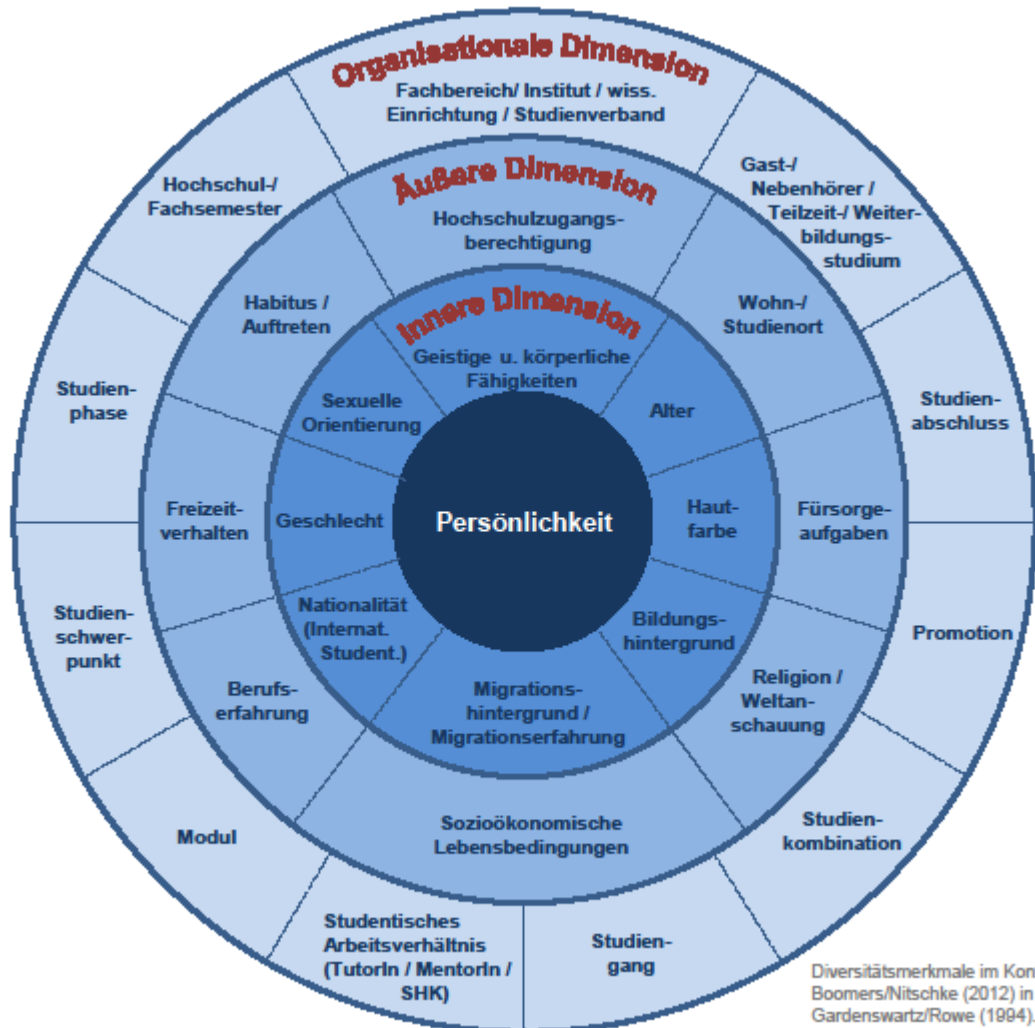 Organisationale Dimension
Fachbereich/ Institut / wiss.
Einrichtung / Studienverband
Gast-/
Nebenhörer /
Teilzeit-/ Weiter-
bildungs-
studium
Studien-
abschluss
Promotion
Studien-
kombination
Studien-
gang
Studentisches
Arbeitsverhältnis
(TutorIn / MentorIn /
SHK)
Modul
Studien-
schwer-
punkt
Studien-
phase
Hochschul-/
Fachsemester
Äußere Dimension
Hochschulzugangs-
berechtigung
Wohn-/
Studienort
Fürsorge-
aufgaben
Religion /
Weltan-
schauung
Sozioökonomische
Lebensbedingungen
Berufs-
erfahrung
Freizeit-
verhalten
Habitus /
Auftreten
Innere Dimension
Geistige u. körperliche
Fähigkeiten
Alter
Haut-
farbe
Bildungs-
hintergrund
Migrations-
hintergrund /
Migrationserfahrung
Nationalität
(Internat.
Student.)
Geschlecht
Sexuelle
Orientierung
Persönlichkeit
Diversitätsmerkmale im Kon
Boomers/Nitschke (2012) in
Gardenswartz/Rowe (1994).